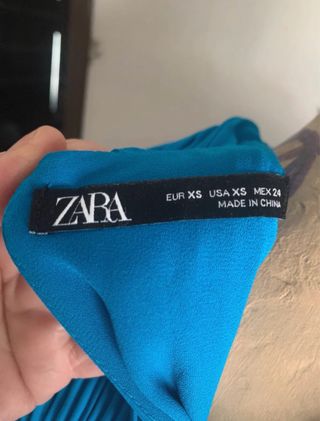 ZARA
EUR XS USA XS MEX 24
MADE IN CHINA